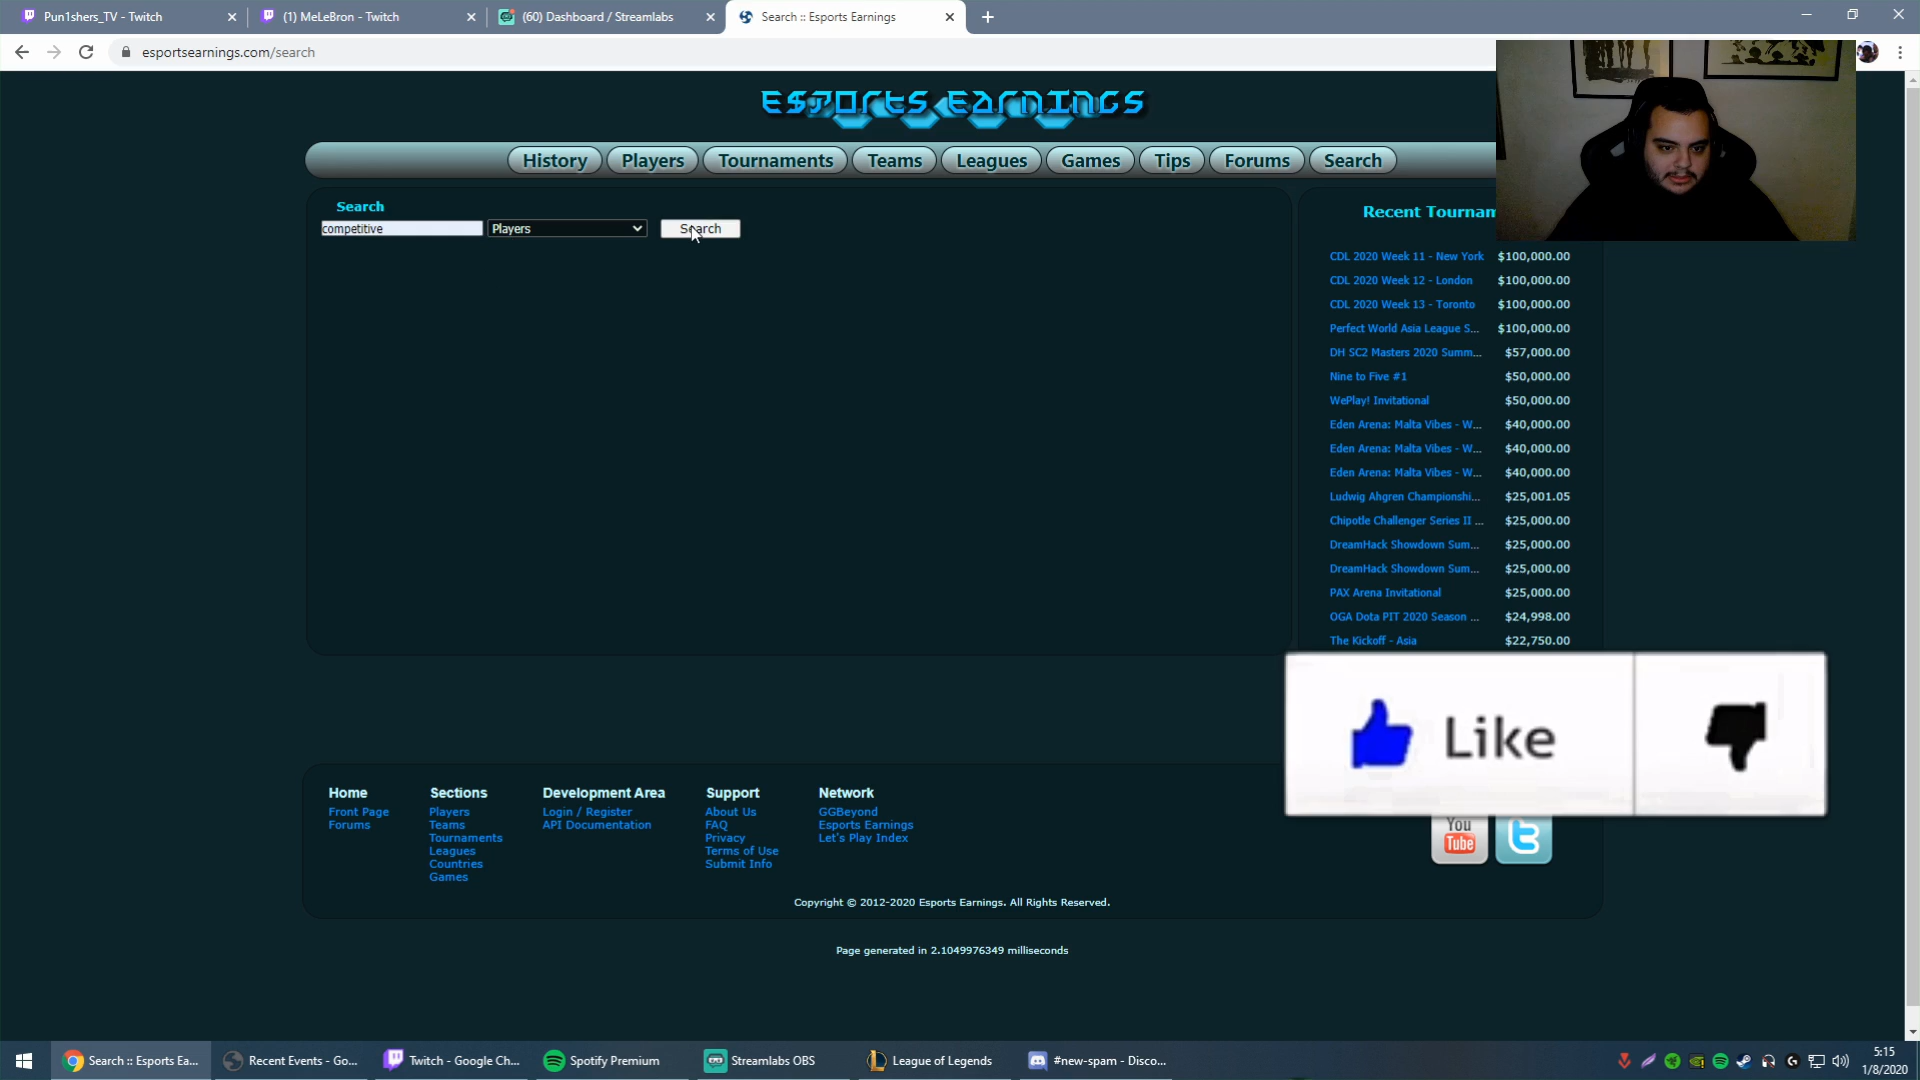 Pun1shers_TV - Twitch
(1) MeLeBron - Twitch
(60) Dashboard / Streamlabs
Search :: Esports Earnings
esportsearnings.com/search
ESPORTS EARNINGS
History
Players
Tournaments
Teams
Leagues
Games
Tips
Forums
Search
Search
competitive
Players
Search
Recent Tournam
CDL 2020 Week 11 - New York $100,000.00
CDL 2020 Week 12 - London $100,000.00
CDL 2020 Week 13 - Toronto $100,000.00
Perfect World Asia League S... $100,000.00
DH SC2 Masters 2020 Summ... $57,000.00
Nine to Five #1 $50,000.00
WePlay! Invitational $50,000.00
Eden Arena: Malta Vibes - W... $40,000.00
Eden Arena: Malta Vibes - W... $40,000.00
Eden Arena: Malta Vibes - W... $40,000.00
Ludwig Ahgren Championshi... $25,001.05
Chipotle Challenger Series II ... $25,000.00
DreamHack Showdown Sum... $25,000.00
DreamHack Showdown Sum... $25,000.00
PAX Arena Invitational $25,000.00
OGA Dota PIT 2020 Season ... $24,998.00
The Kickoff - Asia $22,750.00
Like
Home
Front Page
Forums
Sections
Players
Teams
Tournaments
Leagues
Countries
Games
Development Area
Login / Register
API Documentation
Support
About Us
FAQ
Privacy
Terms of Use
Submit Info
Network
GGBeyond
Esports Earnings
Let's Play Index
You
Tube
Copyright © 2012-2020 Esports Earnings. All Rights Reserved.
Page generated in 2.1049976349 milliseconds
Search :: Esports Ea...
Recent Events - Go...
Twitch - Google Ch...
Spotify Premium
Streamlabs OBS
League of Legends
#new-spam - Disco...
5:15
1/8/2020